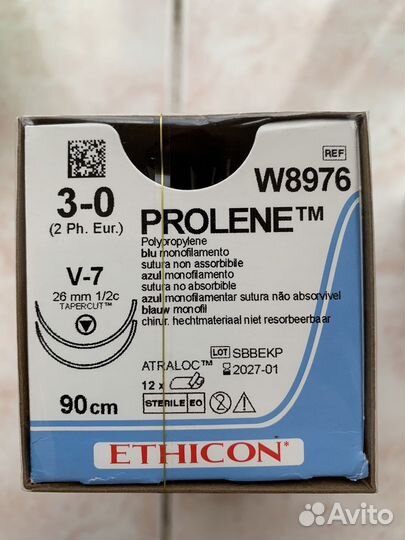 REF
W8976
3-0
(2 Ph. Eur.)
PROLENE™
Polypropylene
blu monofilamento
sutura non assorbibile
azul monofilamento
sutura no absorbible
azul monofilamentar sutura não absorvível
blauw monofil
chirur. hechtmateriaal niet resorbeerbaar
V-7
26 mm 1/2c
TAPERCUT™
ATRALOC™
LOT SBBEKP
2027-01
12 x
STERILE EO
90cm
ETHICON*
Avito